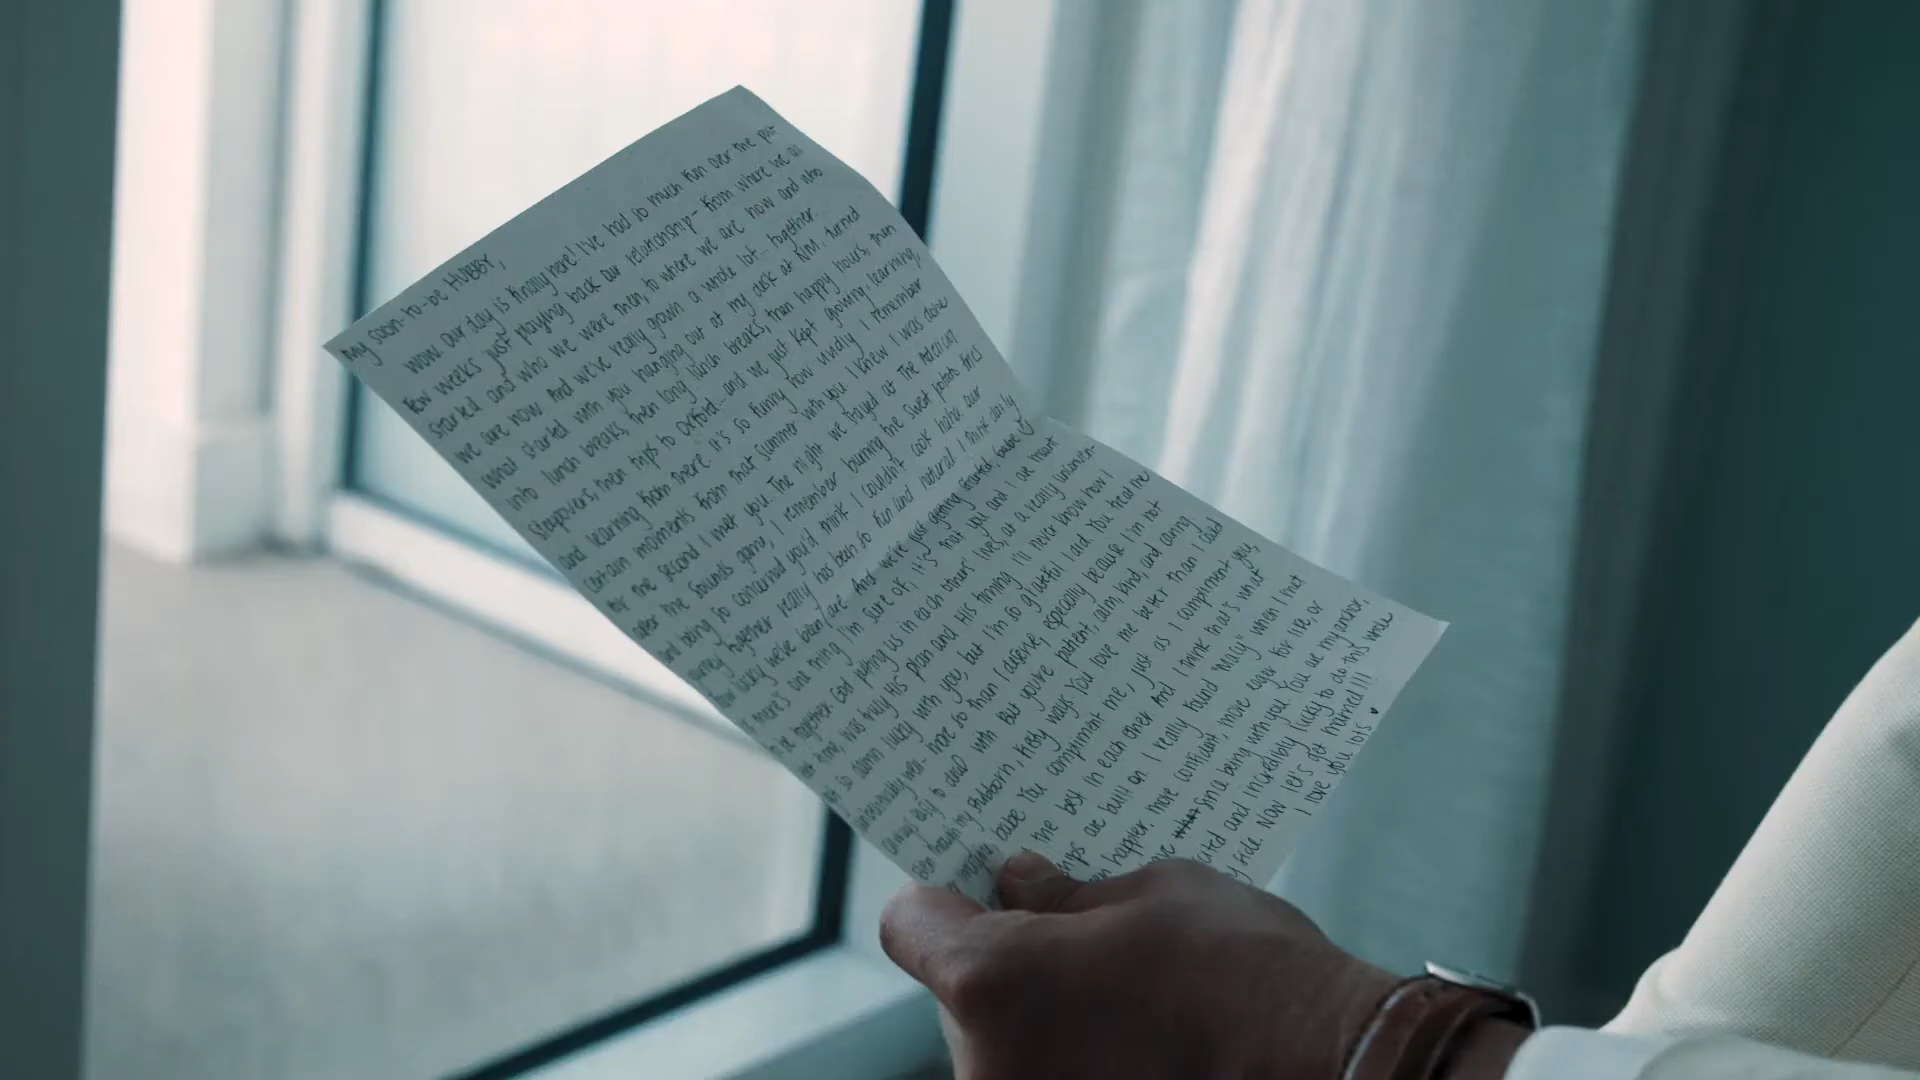 My soon-to-be HUBBY,
Wow. Our day is finally here! I've had so much fun over the past
few weeks just playing back our relationship- from where we all
started and who we were then, to where we are now and who
we are now. And we've really grown a whole lot... together.
What started with you hanging out at my desk at KIM, turned
into lunch breaks, then long lunch breaks, then happy hours, then
sleepovers, then trips to Oxford... and we just kept growing, learning,
and learning from there. It's so funny how vividly I remember
certain moments from that summer with you. I knew I was done
for the second I met you. The night we stayed at The
after the Sounds game, I remember burning the sweet potato fries
and being so concerned you'd think I couldn't cook haha. Our
journey together really has been so fun and natural. I think daily
how lucky we've been/are. And we're just getting started, babe
If there's one thing I'm sure of, it's that you and I are meant
to be together. God putting us in each others' lives, at a really unconven-
time, was truly His plan and His timing. I'll never know how I
got so damn lucky with you, but I'm so grateful I did. You treat me
well- more so than I deserve, especially because I'm not
always easy to deal with. But you're patient, calm, kind, and caring
Even through my stubborn, feisty ways. You love me better than I could
imagine, babe. You compliment me, just as I compliment you,
the best in each other. And I think that's what
are built on. I really found "Macy" when I met
happier, more confident, more eager for life, or
since being with you. You are my anchor,
and incredibly lucky to do this whole
side. Now let's get married!!!
I love you lots ♥